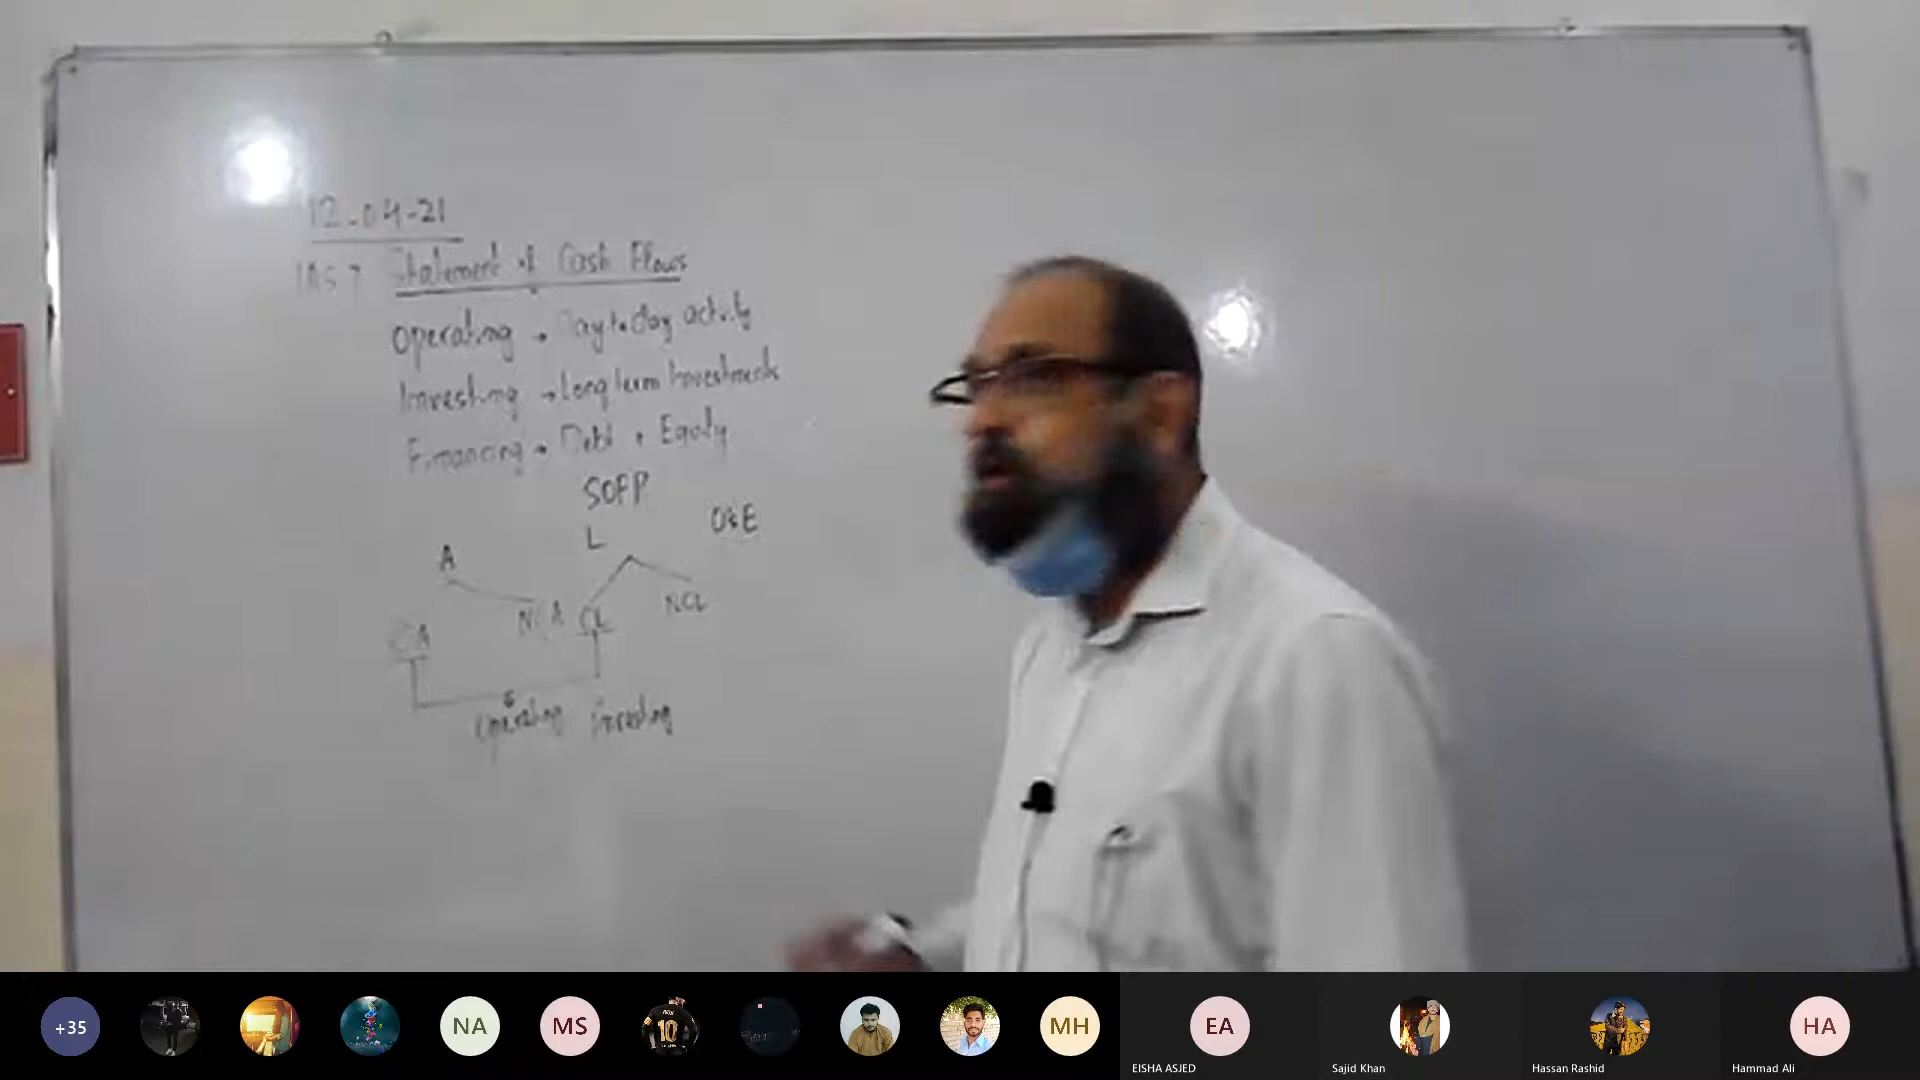 12-04-21
IAS 7 Statement of Cash Flows
Operating → Day to Day activity
Investing → Long term Investments
Financing → Debt + Equity
SOFP
A L O's E
CA NCA CL NCL
Operating Investing
+35 NA MS 10 MH EA HA
EISHA ASJED Sajid Khan Hassan Rashid Hammad Ali